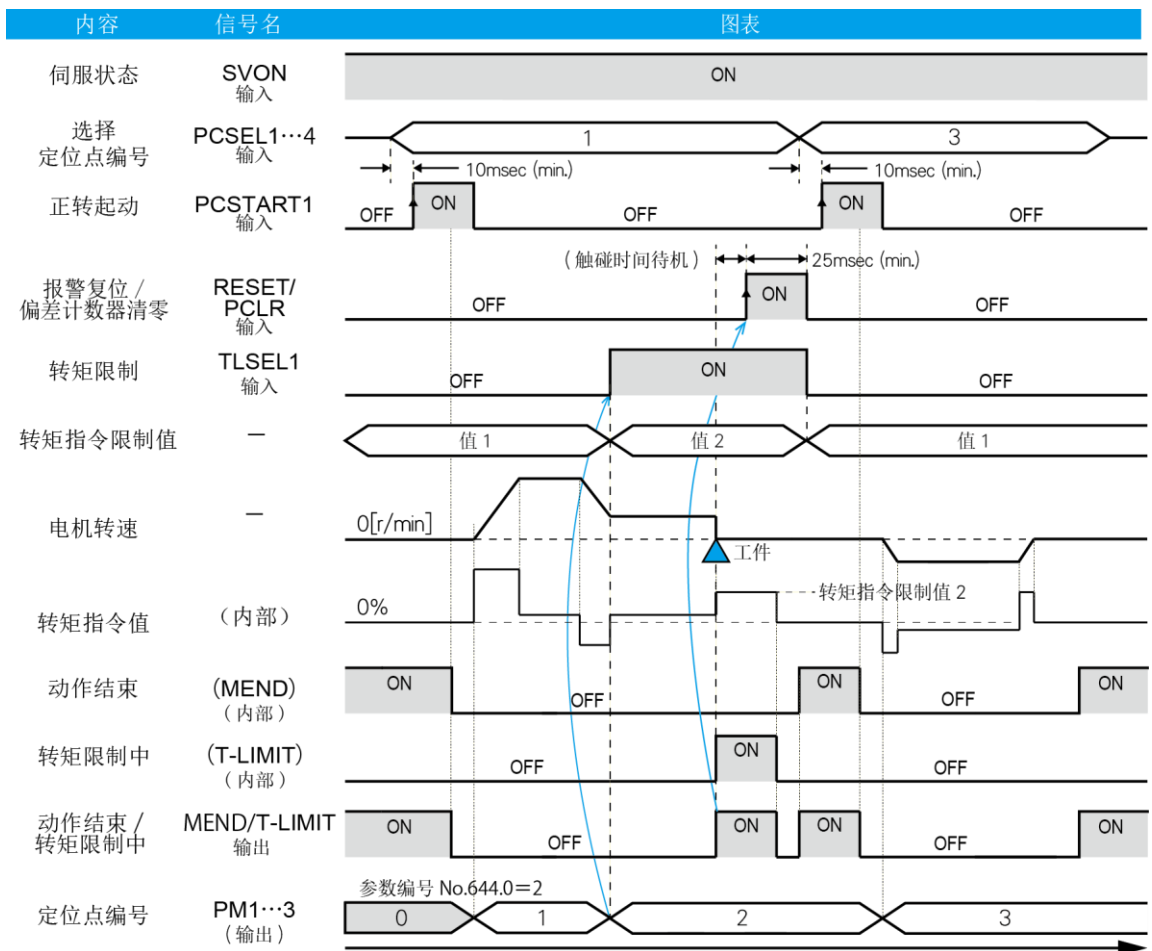 内容 信号名 图表
伺服状态 SVON 输入 ON
选择 定位点编号 PCSEL1…4 输入 1 3
10msec (min.) 10msec (min.)
正转起动 PCSTART1 输入 OFF ON OFF ON OFF
(触碰时间待机) 25msec (min.)
报警复位 / 偏差计数器清零 RESET/ PCLR 输入 OFF ON OFF
转矩限制 TLSEL1 输入 OFF ON OFF
转矩指令限制值 — 值 1 值 2 值 1
电机转速 — 0[r/min] 工件
转矩指令值 (内部) 0% 转矩指令限制值 2
动作结束 (MEND) (内部) ON OFF ON OFF ON
转矩限制中 (T-LIMIT) (内部) OFF ON OFF
动作结束 / 转矩限制中 MEND/T-LIMIT 输出 ON OFF ON ON OFF ON
参数编号 No.644.0=2
定位点编号 PM1…3 (输出) 0 1 2 3